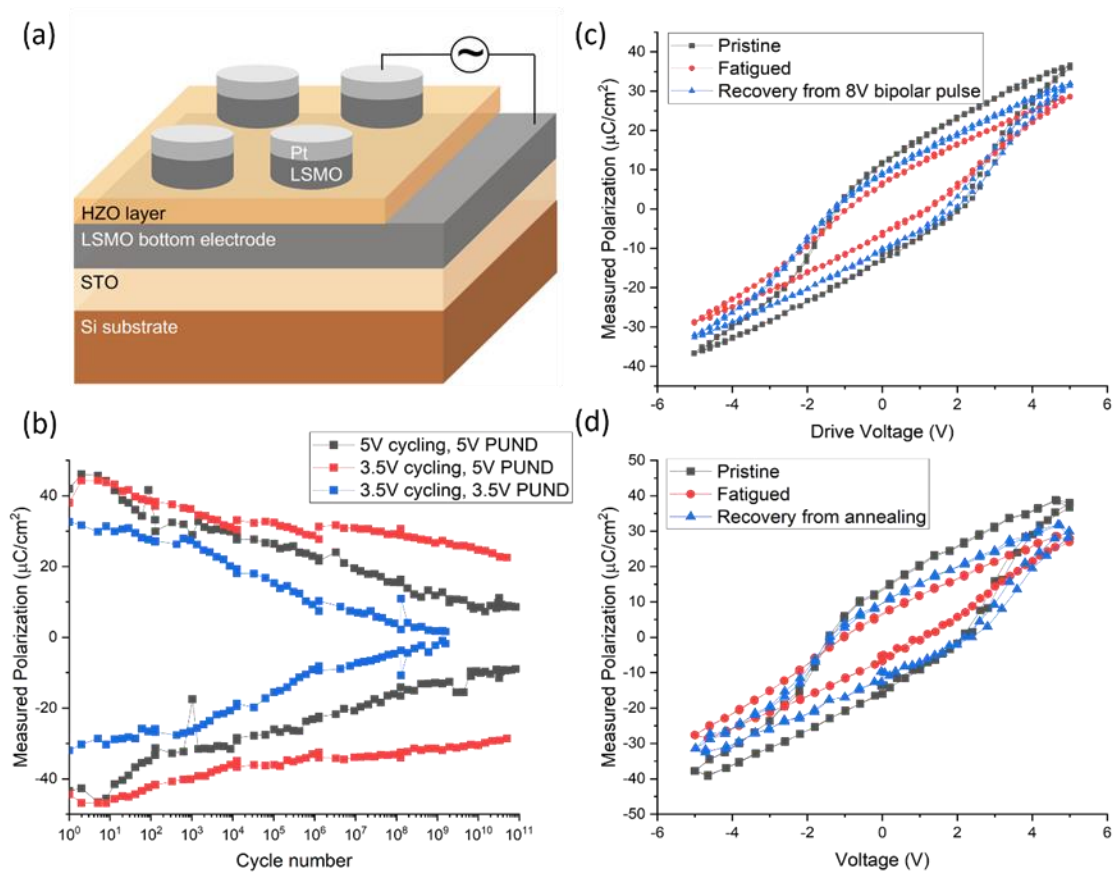 (a)
~
Pt
LSMO
HZO layer
LSMO bottom electrode
STO
Si substrate
(b)
5V cycling, 5V PUND
3.5V cycling, 5V PUND
3.5V cycling, 3.5V PUND
Measured Polarization (μC/cm²)
40
20
0
-20
-40
10⁰ 10¹ 10² 10³ 10⁴ 10⁵ 10⁶ 10⁷ 10⁸ 10⁹ 10¹⁰ 10¹¹
Cycle number
(c)
Pristine
Fatigued
Recovery from 8V bipolar pulse
Measured Polarization (μC/cm²)
40
30
20
10
0
-10
-20
-30
-40
-6 -4 -2 0 2 4 6
Drive Voltage (V)
(d)
Pristine
Fatigued
Recovery from annealing
Measured Polarization (μC/cm²)
50
40
30
20
10
0
-10
-20
-30
-40
-50
-6 -4 -2 0 2 4 6
Voltage (V)